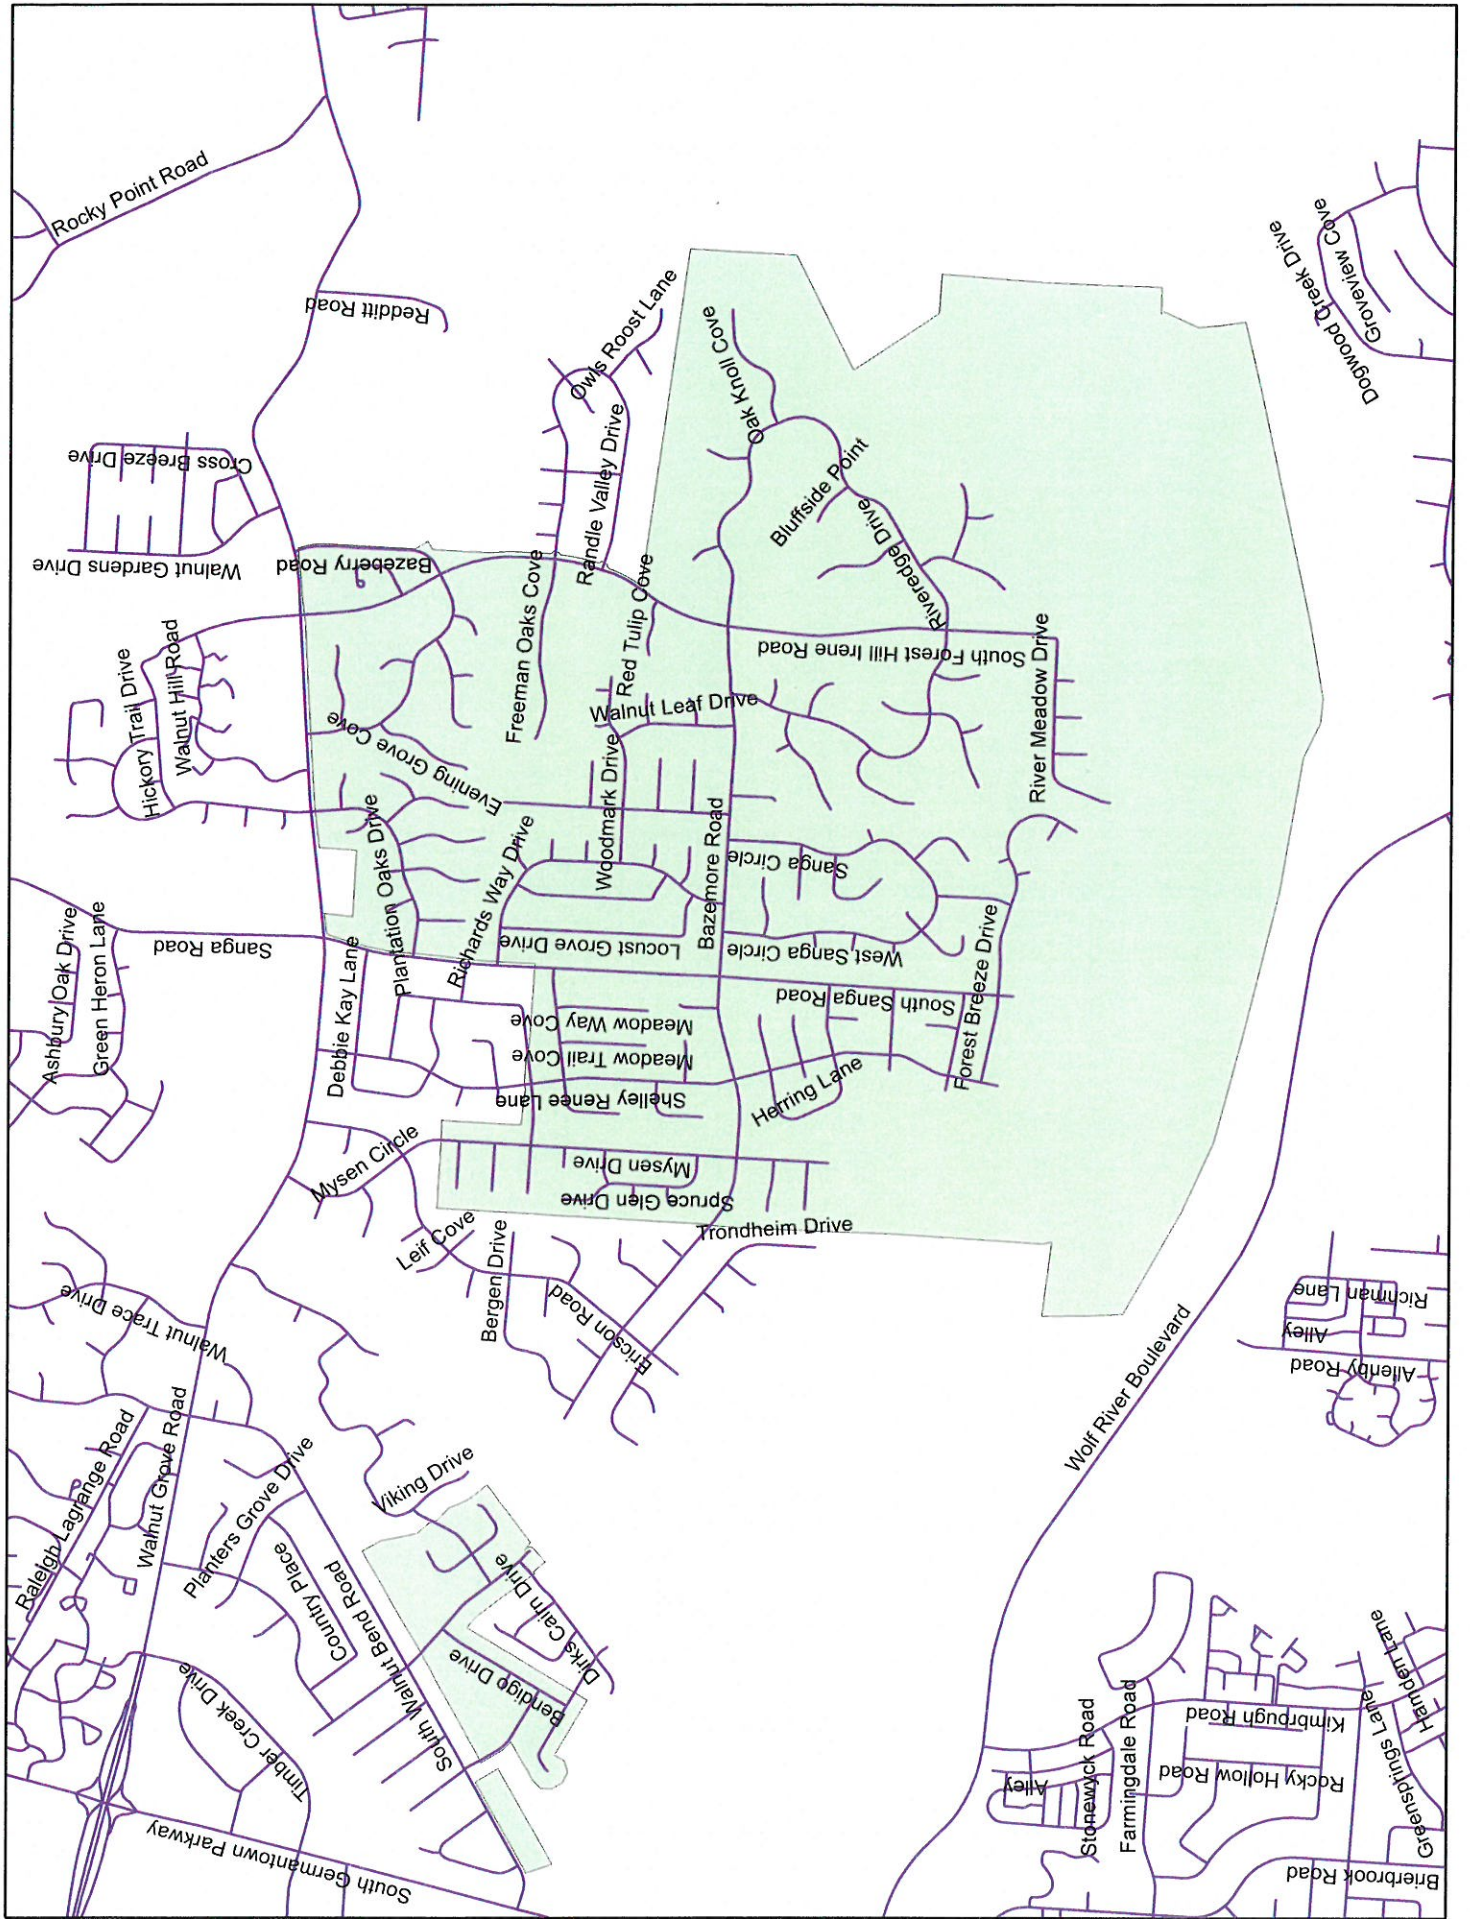 Rocky Point Road
Redditt Road
Owls Roost Lane
Oak Knoll Cove
Dogwood Creek Drive
Groveview Cove
Cross Breeze Drive
Randle Valley Drive
Bluffside Point
Walnut Gardens Drive
Bazeberry Road
Freeman Oaks Cove
Red Tulip Cove
Riveredge Drive
South Forest Hill Irene Road
River Meadow Drive
Hickory Trail Drive
Walnut Hill Road
Evening Grove Cove
Walnut Leaf Drive
Woodmark Drive
Plantation Oaks Drive
Richards Way Drive
Bazemore Road
Sanga Circle
Ashbury Oak Drive
Green Heron Lane
Sanga Road
Debbie Kay Lane
Locust Grove Drive
West Sanga Circle
Forest Breeze Drive
South Sanga Road
Meadow Way Cove
Meadow Trail Cove
Shelley Renee Lane
Herring Lane
Mysen Circle
Mysen Drive
Spruce Glen Drive
Trondheim Drive
Leif Cove
Bergen Drive
Ericson Road
Walnut Trace Drive
Richman Lane
Alley
Allenby Road
Wolf River Boulevard
Raleigh Lagrange Road
Walnut Grove Road
Planters Grove Drive
Country Place
South Walnut Bend Road
Viking Drive
Dirks Cairn Drive
Bendigo Drive
Timber Creek Drive
South Germantown Parkway
Alley
Stonewyck Road
Farmingdale Road
Kimbrough Road
Rocky Hollow Road
Hamden Lane
Greensprings Lane
Brierbrook Road